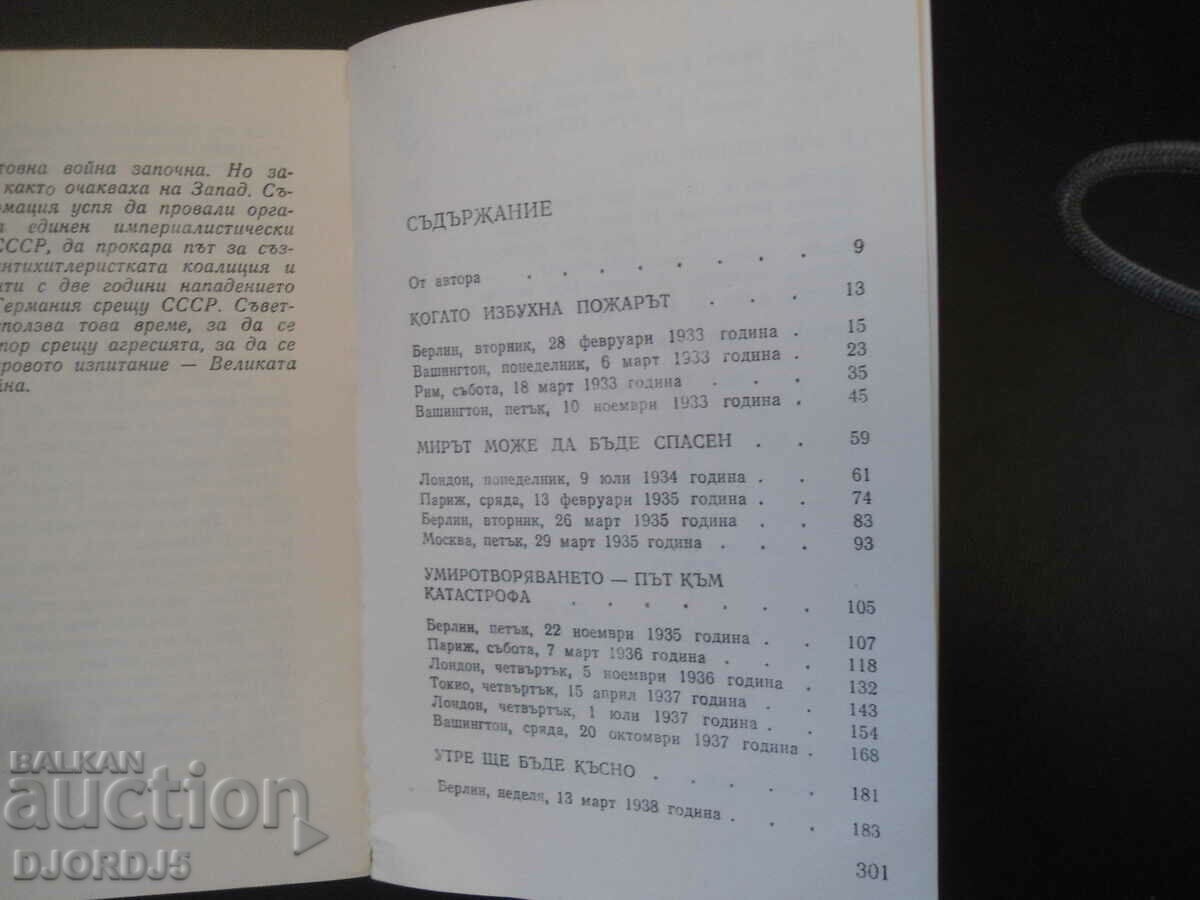 товна война започна. Но за-
както очакваха на Запад. Съ-
рмация успя да провали орга-
а единен империалистически
СССР, да прокара път за съз-
нтихитлеристката коалиция и
ати с две години нападението
Германия срещу СССР. Съвет-
зползва това време, за да се
пор срещу агресията, за да се
ровото изпитание — Великата
йна.
СЪДЪРЖАНИЕ
От автора . . . . . . . . 9
КОГАТО ИЗБУХНА ПОЖАРЪТ . . . 13
Берлин, вторник, 28 февруари 1933 година . 15
Вашингтон, понеделник, 6 март 1933 година . 23
Рим, събота, 18 март 1933 година . . . 35
Вашингтон, петък, 10 ноември 1933 година . 45
МИРЪТ МОЖЕ ДА БЪДЕ СПАСЕН . . 59
Лондон, понеделник, 9 юли 1934 година . . 61
Париж, сряда, 13 февруари 1935 година . . 74
Берлин, вторник, 26 март 1935 година . . 83
Москва, петък, 29 март 1935 година . . . 93
УМИРОТВОРЯВАНЕТО — ПЪТ КЪМ
КАТАСТРОФА . . . . . . . 105
Берлин, петък, 22 ноември 1935 година . . 107
Париж, събота, 7 март 1936 година . . . 118
Лондон, четвъртък, 5 ноември 1936 година . 132
Токио, четвъртък, 15 април 1937 година . . 143
Лондон, четвъртък, 1 юли 1937 година . . 154
Вашингтон, сряда, 20 октомври 1937 година . 168
УТРЕ ЩЕ БЪДЕ КЪСНО . . . . . 181
Берлин, неделя, 13 март 1938 година . . . 183
301
BALKAN
auction
DJORDJ5